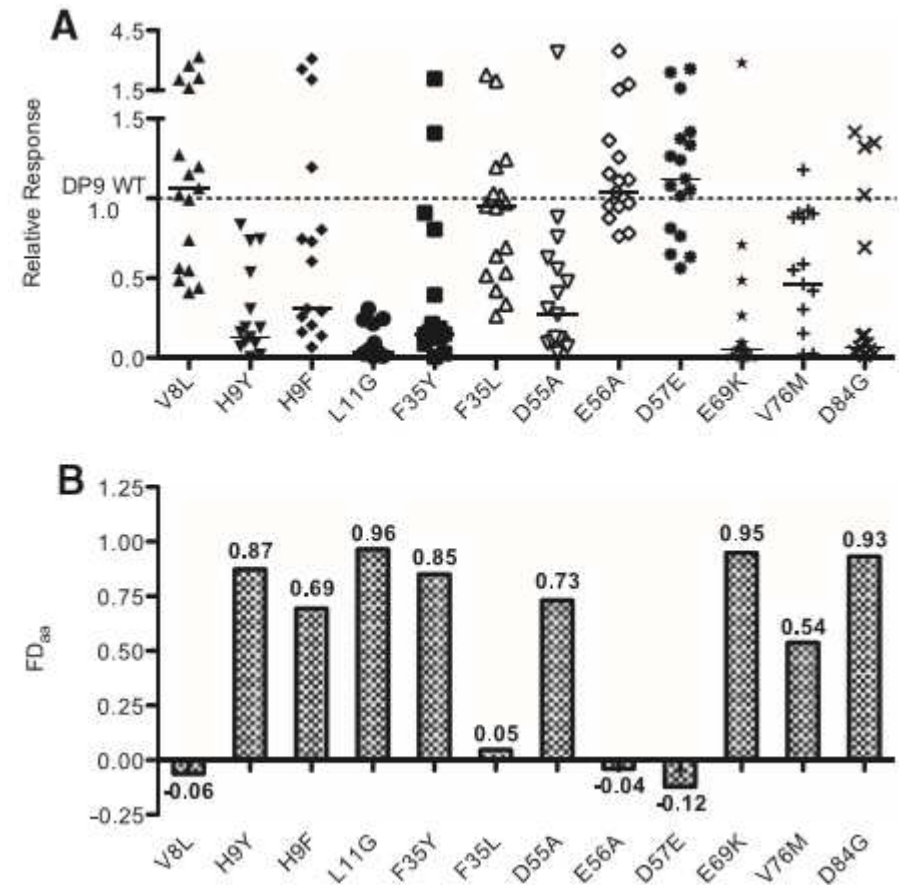 A
4.5
1.5
1.5
DP9 WT
1.0
0.5
0.0
Relative Response
V8L H9Y H9F L11G F35Y F35L D55A E56A D57E E69K V76M D84G
B
1.25
1.00
0.75
0.50
0.25
0.00
-0.25
FDaa
-0.06 0.87 0.69 0.96 0.85 0.05 0.73 -0.04 -0.12 0.95 0.54 0.93
V8L H9Y H9F L11G F35Y F35L D55A E56A D57E E69K V76M D84G